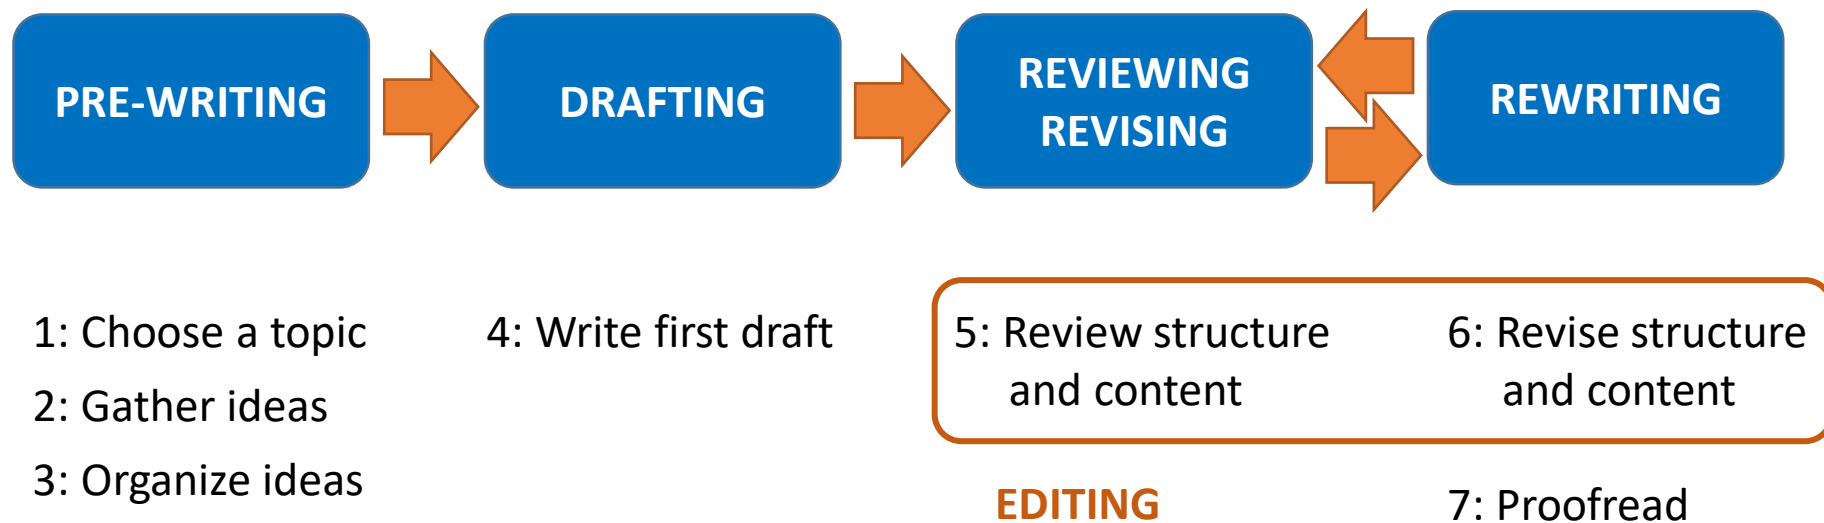 PRE-WRITING
DRAFTING
REVIEWING
REVISING
REWRITING
1: Choose a topic
2: Gather ideas
3: Organize ideas
4: Write first draft
5: Review structure
and content
6: Revise structure
and content
EDITING
7: Proofread